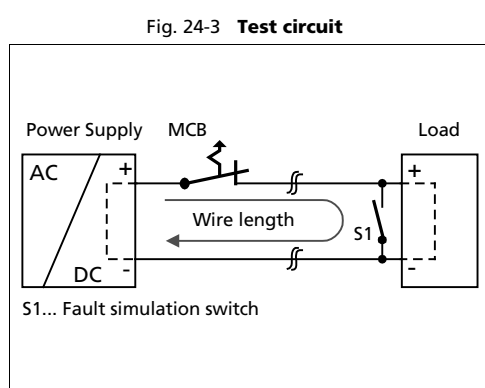 Fig. 24-3 Test circuit
Power Supply MCB Load
AC + +
Wire length
S1
DC - -
S1... Fault simulation switch